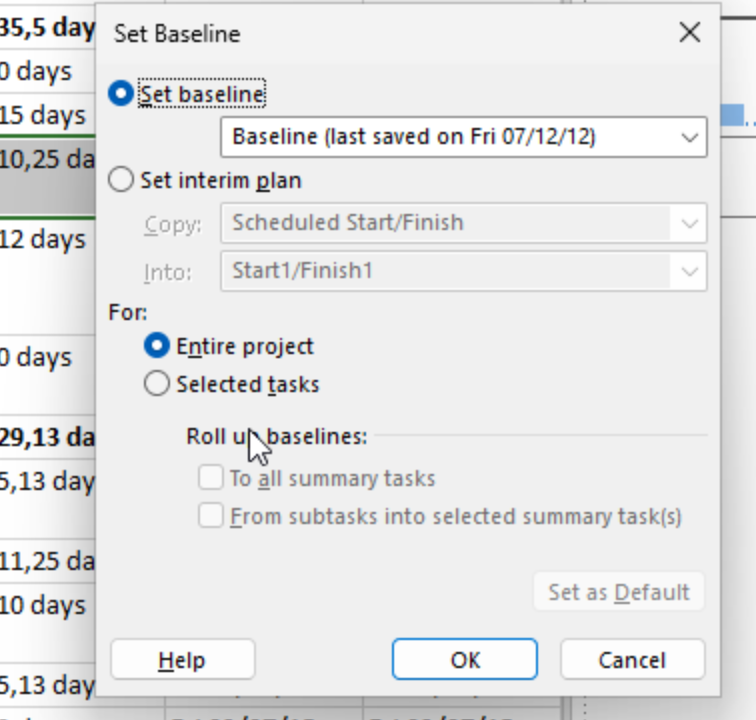 35,5 days
Set Baseline
0 days
Set baseline
15 days
Baseline (last saved on Fri 07/12/12)
10,25 da
Set interim plan
Copy: Scheduled Start/Finish
12 days
Into: Start1/Finish1
For:
Entire project
0 days
Selected tasks
29,13 da
Roll up baselines:
5,13 day
To all summary tasks
From subtasks into selected summary task(s)
11,25 da
Set as Default
10 days
Help
OK
Cancel
5,13 day